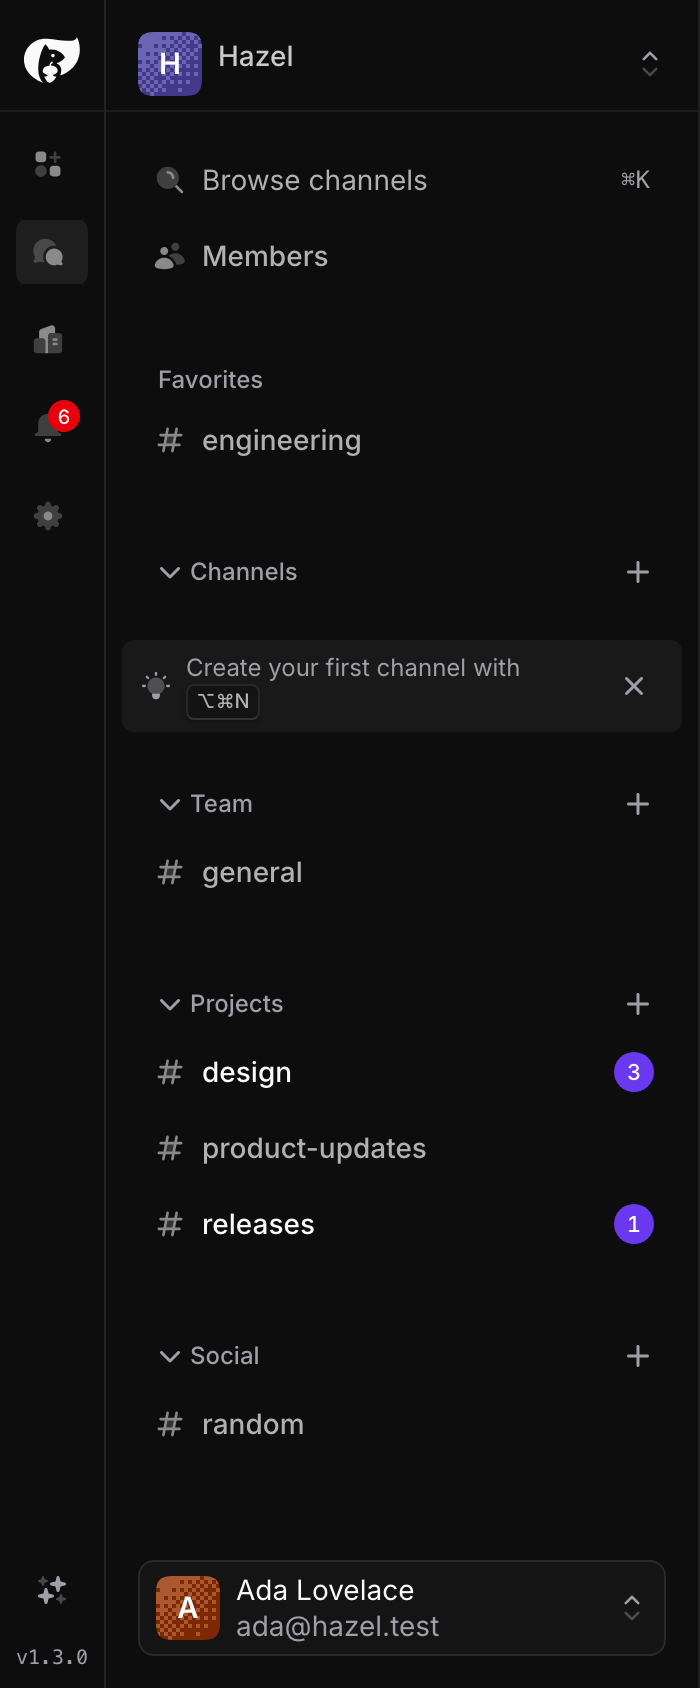 H
Hazel
Browse channels ⌘K
Members
Favorites
6
# engineering
Channels
Create your first channel with
⌥⌘N
Team
# general
Projects
# design 3
# product-updates
# releases 1
Social
# random
A
Ada Lovelace
ada@hazel.test
v1.3.0